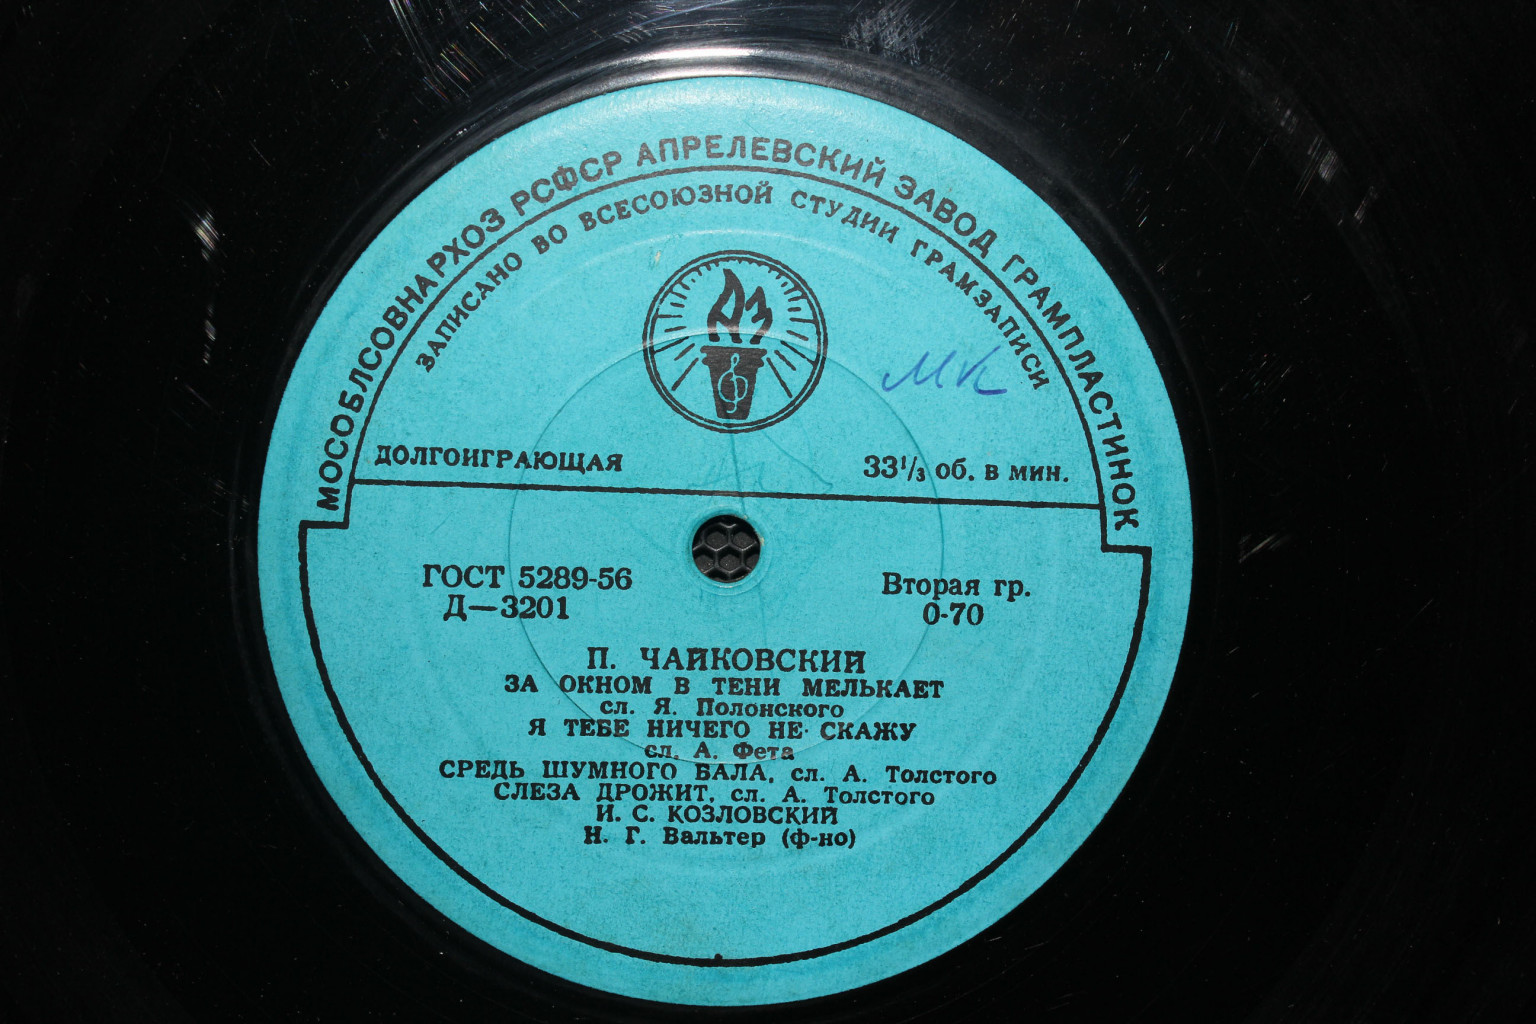 МОСОБЛСОВНАРХОЗ РСФСР АПРЕЛЕВСКИЙ ЗАВОД ГРАМПЛАСТИНОК
ЗАПИСАНО ВО ВСЕСОЮЗНОЙ СТУДИИ ГРАМЗАПИСИ
АЗ
МК
ДОЛГОИГРАЮЩАЯ
33⅓ об. в мин.
ГОСТ 5289-56
Д—3201
Вторая гр.
0-70
П. ЧАЙКОВСКИЙ
ЗА ОКНОМ В ТЕНИ МЕЛЬКАЕТ
сл. Я. Полонского
Я ТЕБЕ НИЧЕГО НЕ СКАЖУ
сл. А. Фета
СРЕДЬ ШУМНОГО БАЛА, сл. А. Толстого
СЛЕЗА ДРОЖИТ, сл. А. Толстого
И. С. КОЗЛОВСКИЙ
Н. Г. Вальтер (ф-но)